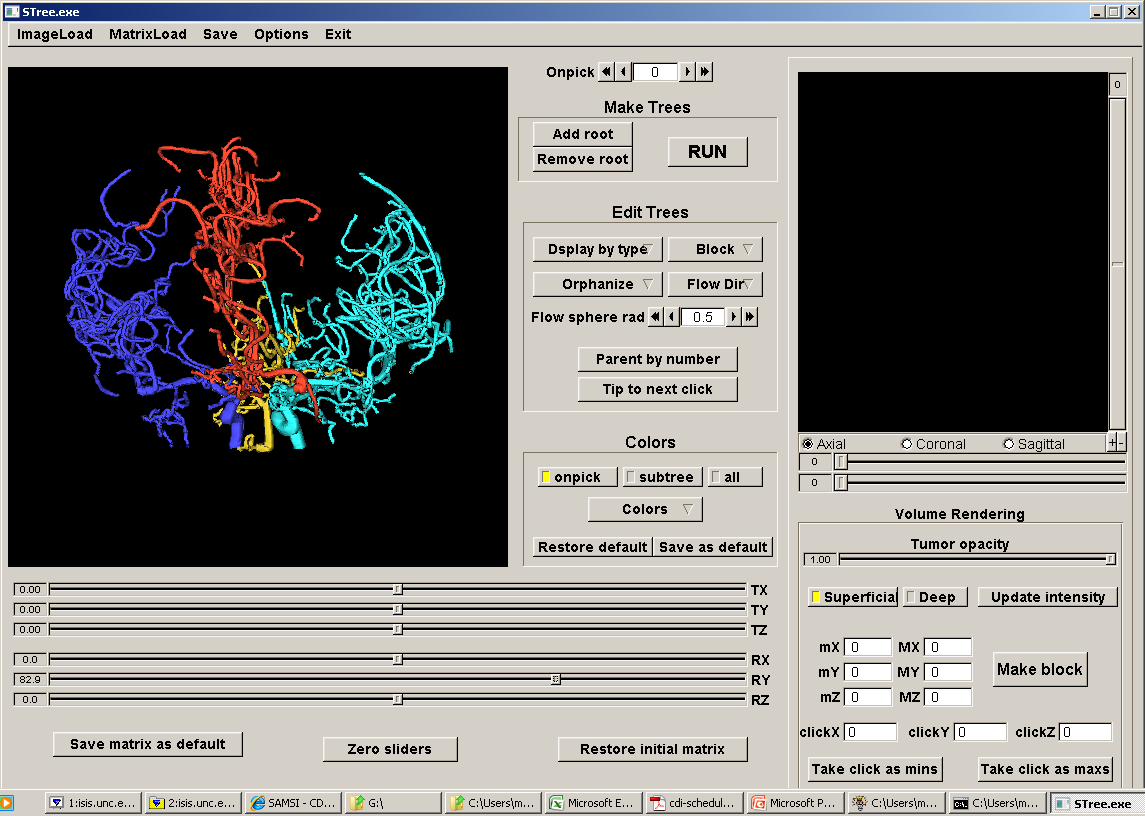 STree.exe
ImageLoad MatrixLoad Save Options Exit
Onpick 0
Make Trees
Add root
Remove root
RUN
Edit Trees
Dsplay by type Block
Orphanize Flow Dir
Flow sphere rad 0.5
Parent by number
Tip to next click
Colors
onpick subtree all
Colors
Restore default Save as default
0
+ -
Axial Coronal Sagittal
0
0
Volume Rendering
Tumor opacity
1.00
Superficial Deep Update intensity
mX 0 MX 0
mY 0 MY 0
mZ 0 MZ 0
Make block
clickX 0 clickY 0 clickZ 0
Take click as mins Take click as maxs
0.00 TX
0.00 TY
0.00 TZ
0.0 RX
82.9 RY
0.0 RZ
Save matrix as default Zero sliders Restore initial matrix
1:isis.unc.e... 2:isis.unc.e... SAMSI - CD... G:\ C:\Users\m... Microsoft E... cdi-schedul... Microsoft P... C:\Users\m... C:\Users\m... STree.exe